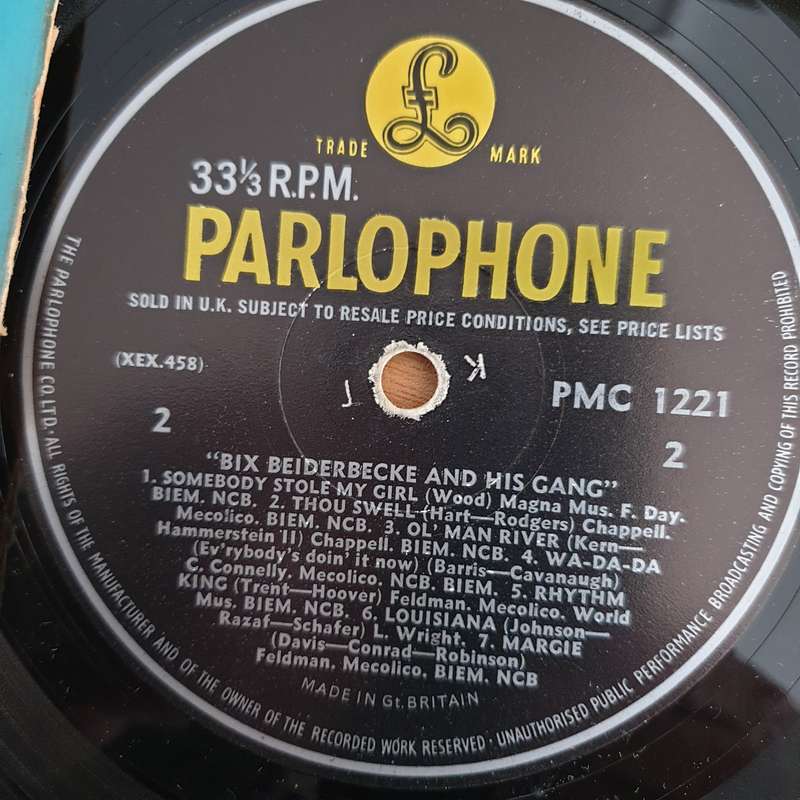 £
TRADE MARK
33⅓ R.P.M.
PARLOPHONE
SOLD IN U.K. SUBJECT TO RESALE PRICE CONDITIONS, SEE PRICE LISTS
(XEX.458)
K
T
PMC 1221
2
2
"BIX BEIDERBECKE AND HIS GANG"
1. SOMEBODY STOLE MY GIRL (Wood) Magna Mus. F. Day.
BIEM. NCB. 2. THOU SWELL (Hart—Rodgers) Chappell.
Mecolico. BIEM. NCB. 3. OL' MAN RIVER (Kern—
Hammerstein II) Chappell. BIEM. NCB. 4. WA-DA-DA
(Ev'rybody's doin' it now) (Barris—Cavanaugh)
C. Connelly. Mecolico. NCB. BIEM. 5. RHYTHM
KING (Trent—Hoover) Feldman. Mecolico. World
Mus. BIEM. NCB. 6. LOUISIANA (Johnson—
Razaf—Schafer) L. Wright. 7. MARGIE
(Davis—Conrad—Robinson)
Feldman. Mecolico. BIEM. NCB
MADE IN Gt. BRITAIN
THE PARLOPHONE CO. LTD. · ALL RIGHTS OF THE MANUFACTURER AND OF THE OWNER OF THE RECORDED WORK RESERVED · UNAUTHORISED PUBLIC PERFORMANCE BROADCASTING AND COPYING OF THIS RECORD PROHIBITED